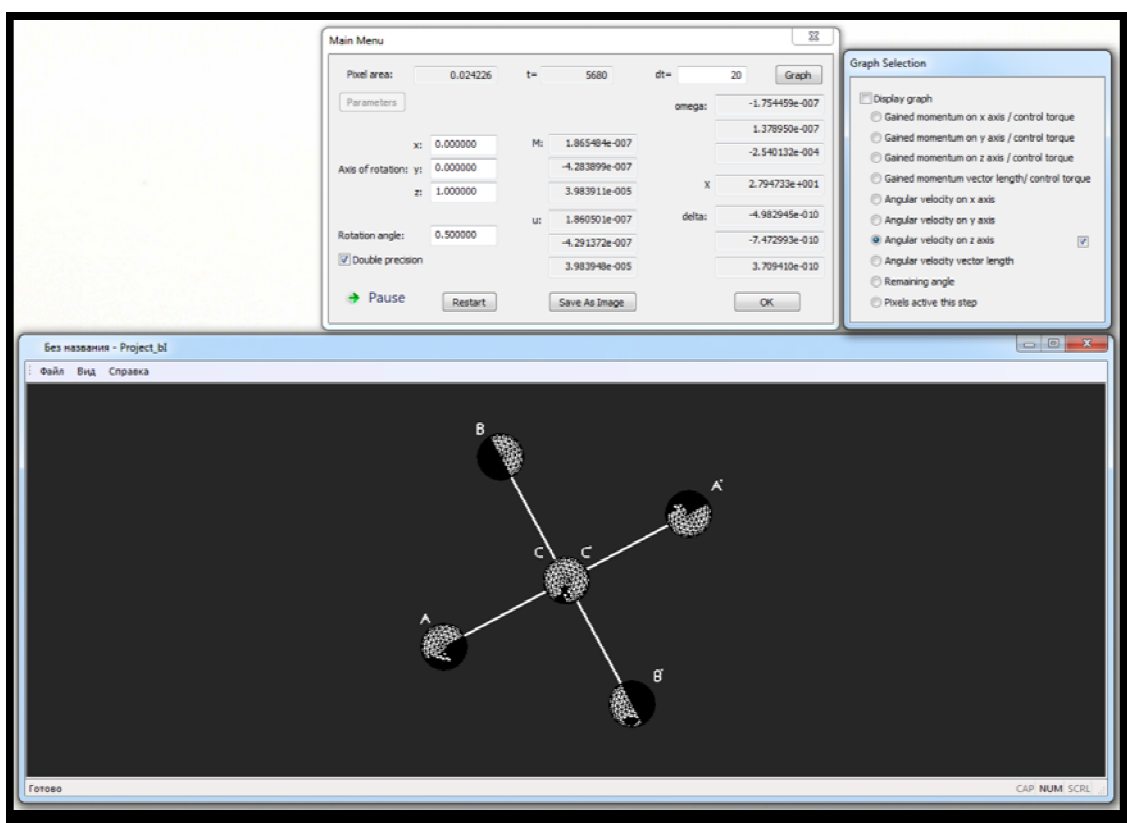 Main Menu
Pixel area: 0.024226 t= 5680 dt= 20 Graph
Parameters
omega: -1.754459e-007
1.378950e-007
-2.540132e-004
x: 0.000000 M: 1.865484e-007
Axis of rotation: y: 0.000000 -4.283899e-007
z: 1.000000 3.983911e-005 X 2.794733e+001
u: 1.860501e-007 delta: -4.982945e-010
Rotation angle: 0.500000 -4.291372e-007 -7.472993e-010
Double precision 3.983948e-005 3.709410e-010
Pause Restart Save As Image OK
Graph Selection
Display graph
Gained momentum on x axis / control torque
Gained momentum on y axis / control torque
Gained momentum on z axis / control torque
Gained momentum vector length/ control torque
Angular velocity on x axis
Angular velocity on y axis
Angular velocity on z axis
Angular velocity vector length
Remaining angle
Pixels active this step
Без названия - Project_bI
Файл Вид Справка
B
A'
C C'
A
B'
Готово CAP NUM SCRL